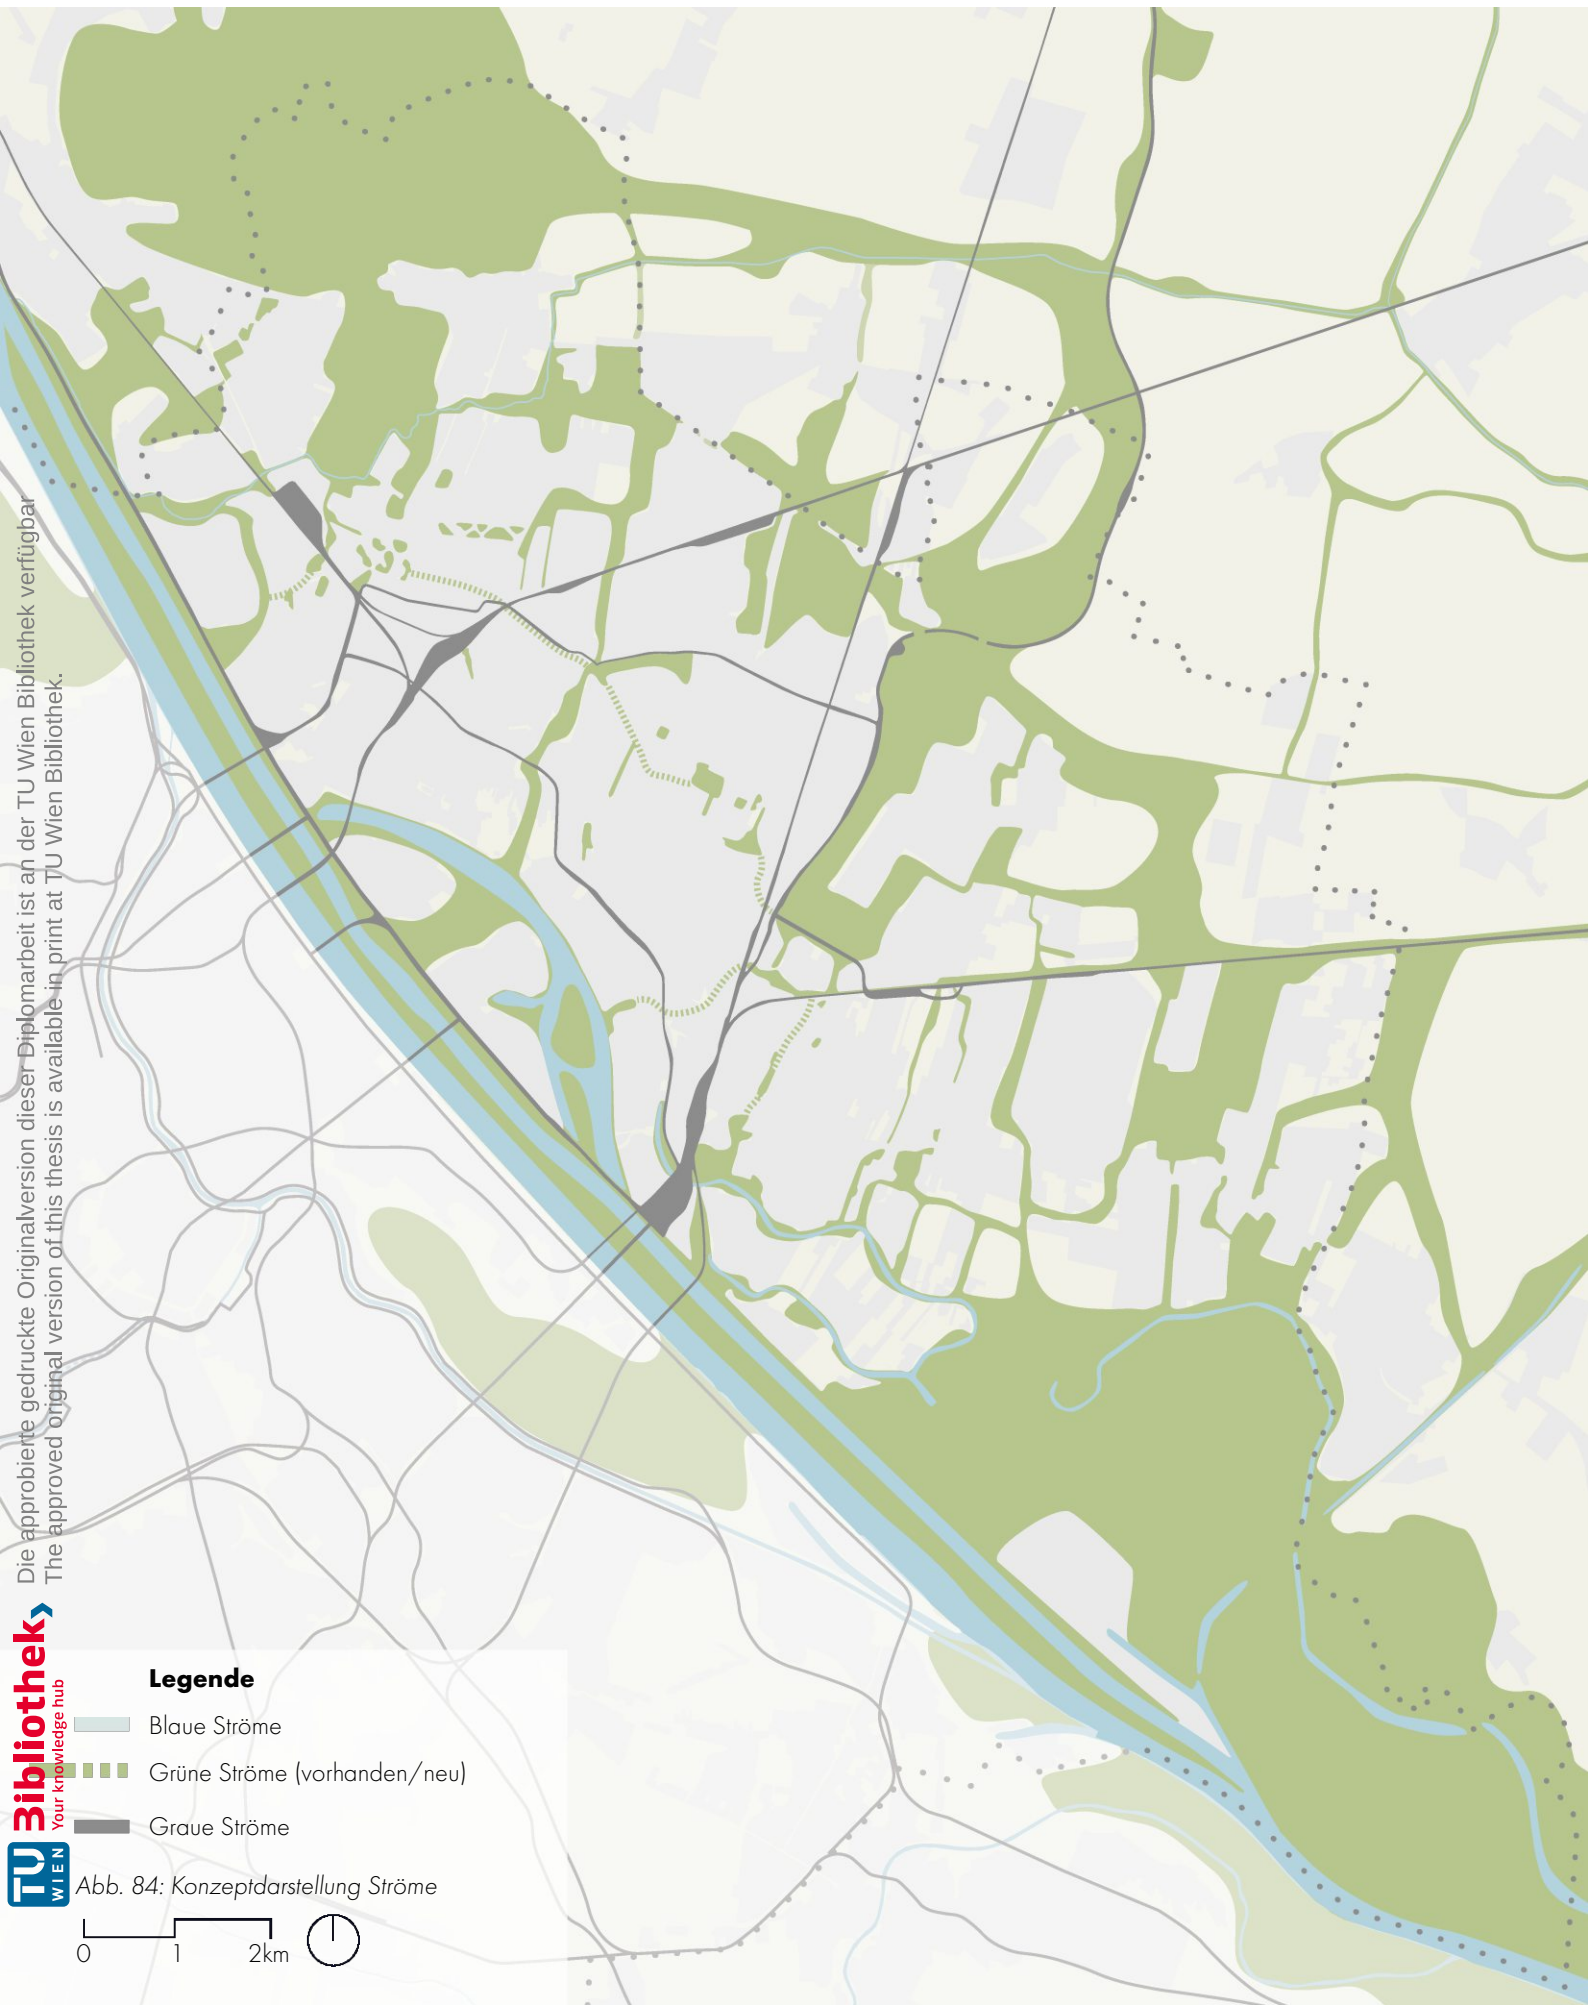 Die approbierte gedruckte Originalversion dieser Diplomarbeit ist an der TU Wien Bibliothek verfügbar
The approved original version of this thesis is available in print at TU Wien Bibliothek.
Bibliothek
Your knowledge hub
TU
WIEN
Legende
Blaue Ströme
Grüne Ströme (vorhanden/neu)
Graue Ströme
Abb. 84: Konzeptdarstellung Ströme
0 1 2km